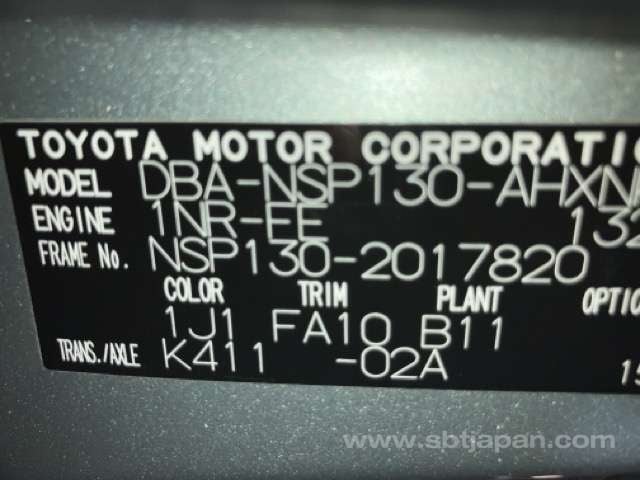 TOYOTA MOTOR CORPORATIO
MODEL DBA-NSP130-AHXN
ENGINE 1NR-FE 132
FRAME No. NSP130-2017820
COLOR TRIM PLANT OPTIO
1J1 FA10 B11
TRANS./AXLE K411 -02A 15
www.sbtjapan.com